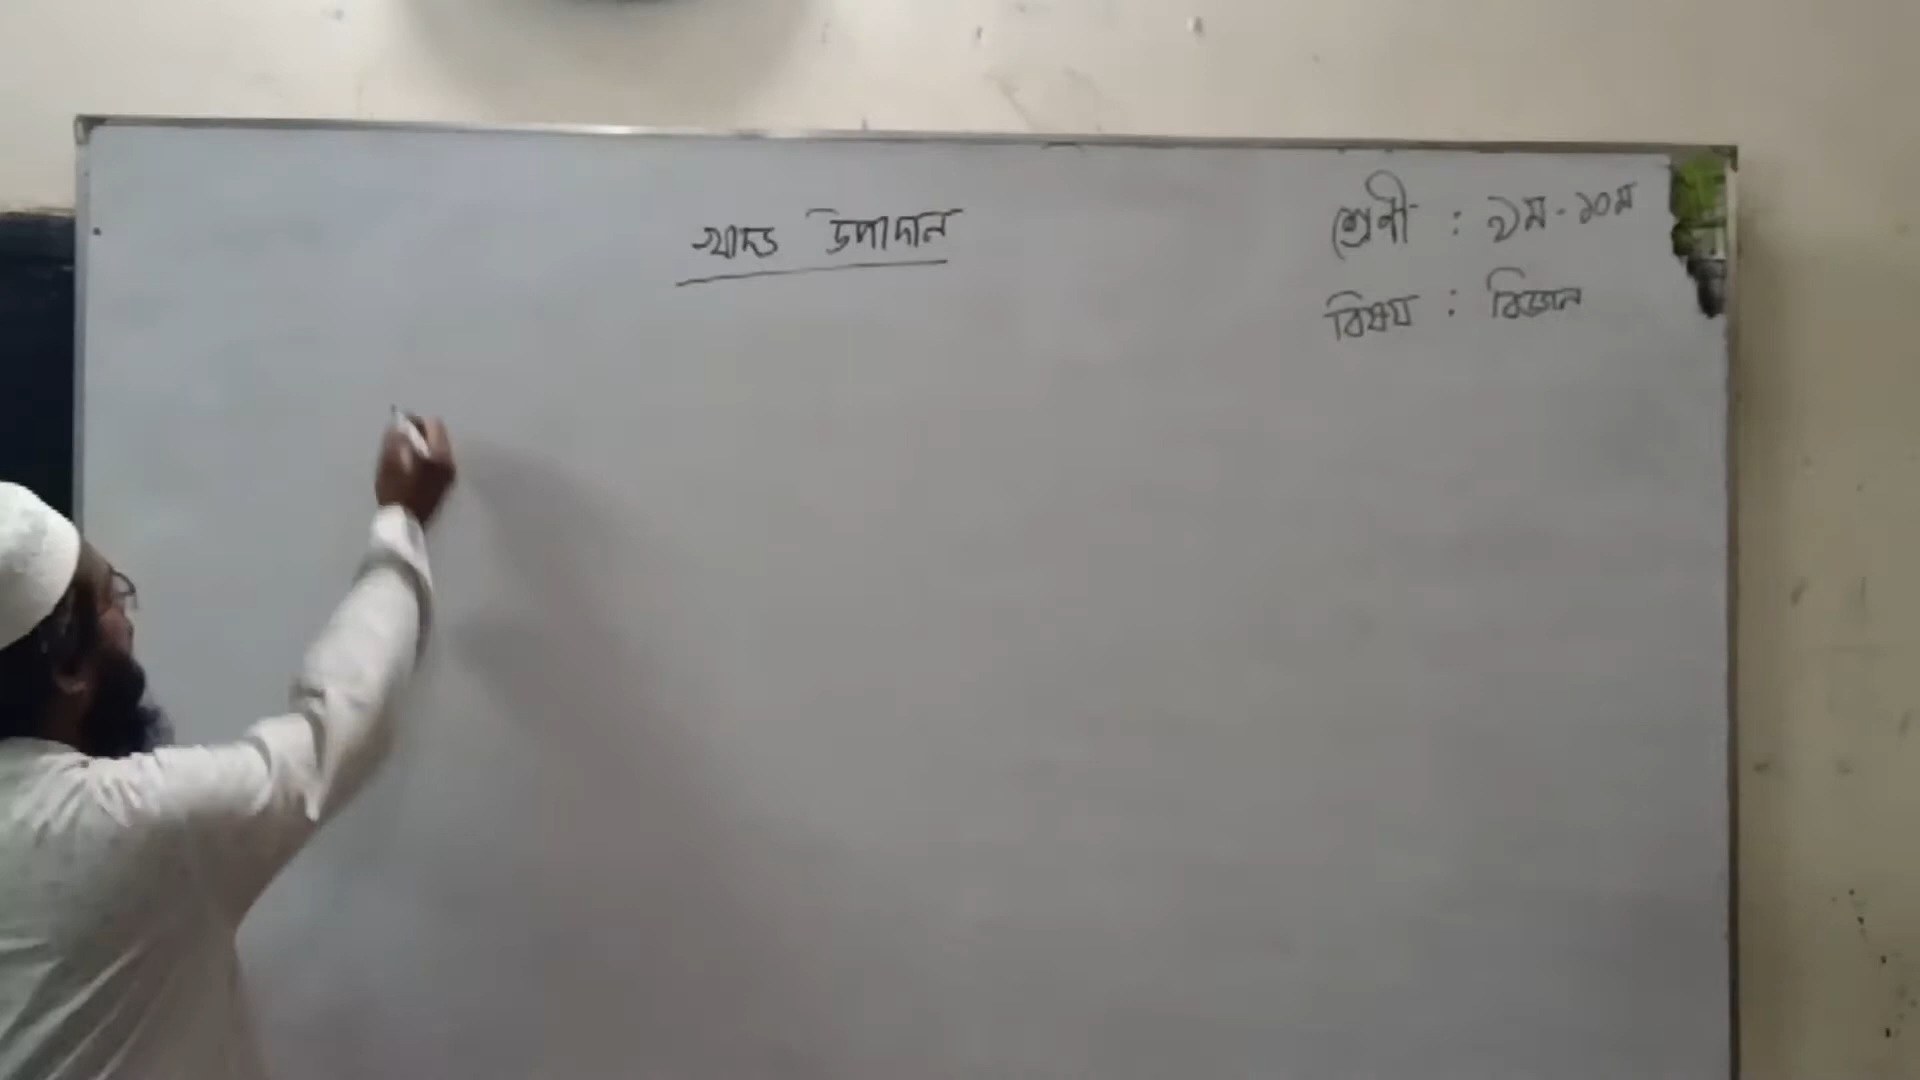 খাদ্য উপাদান
শ্রেণী : ৯ম - ১০ম
বিষয় : বিজ্ঞান